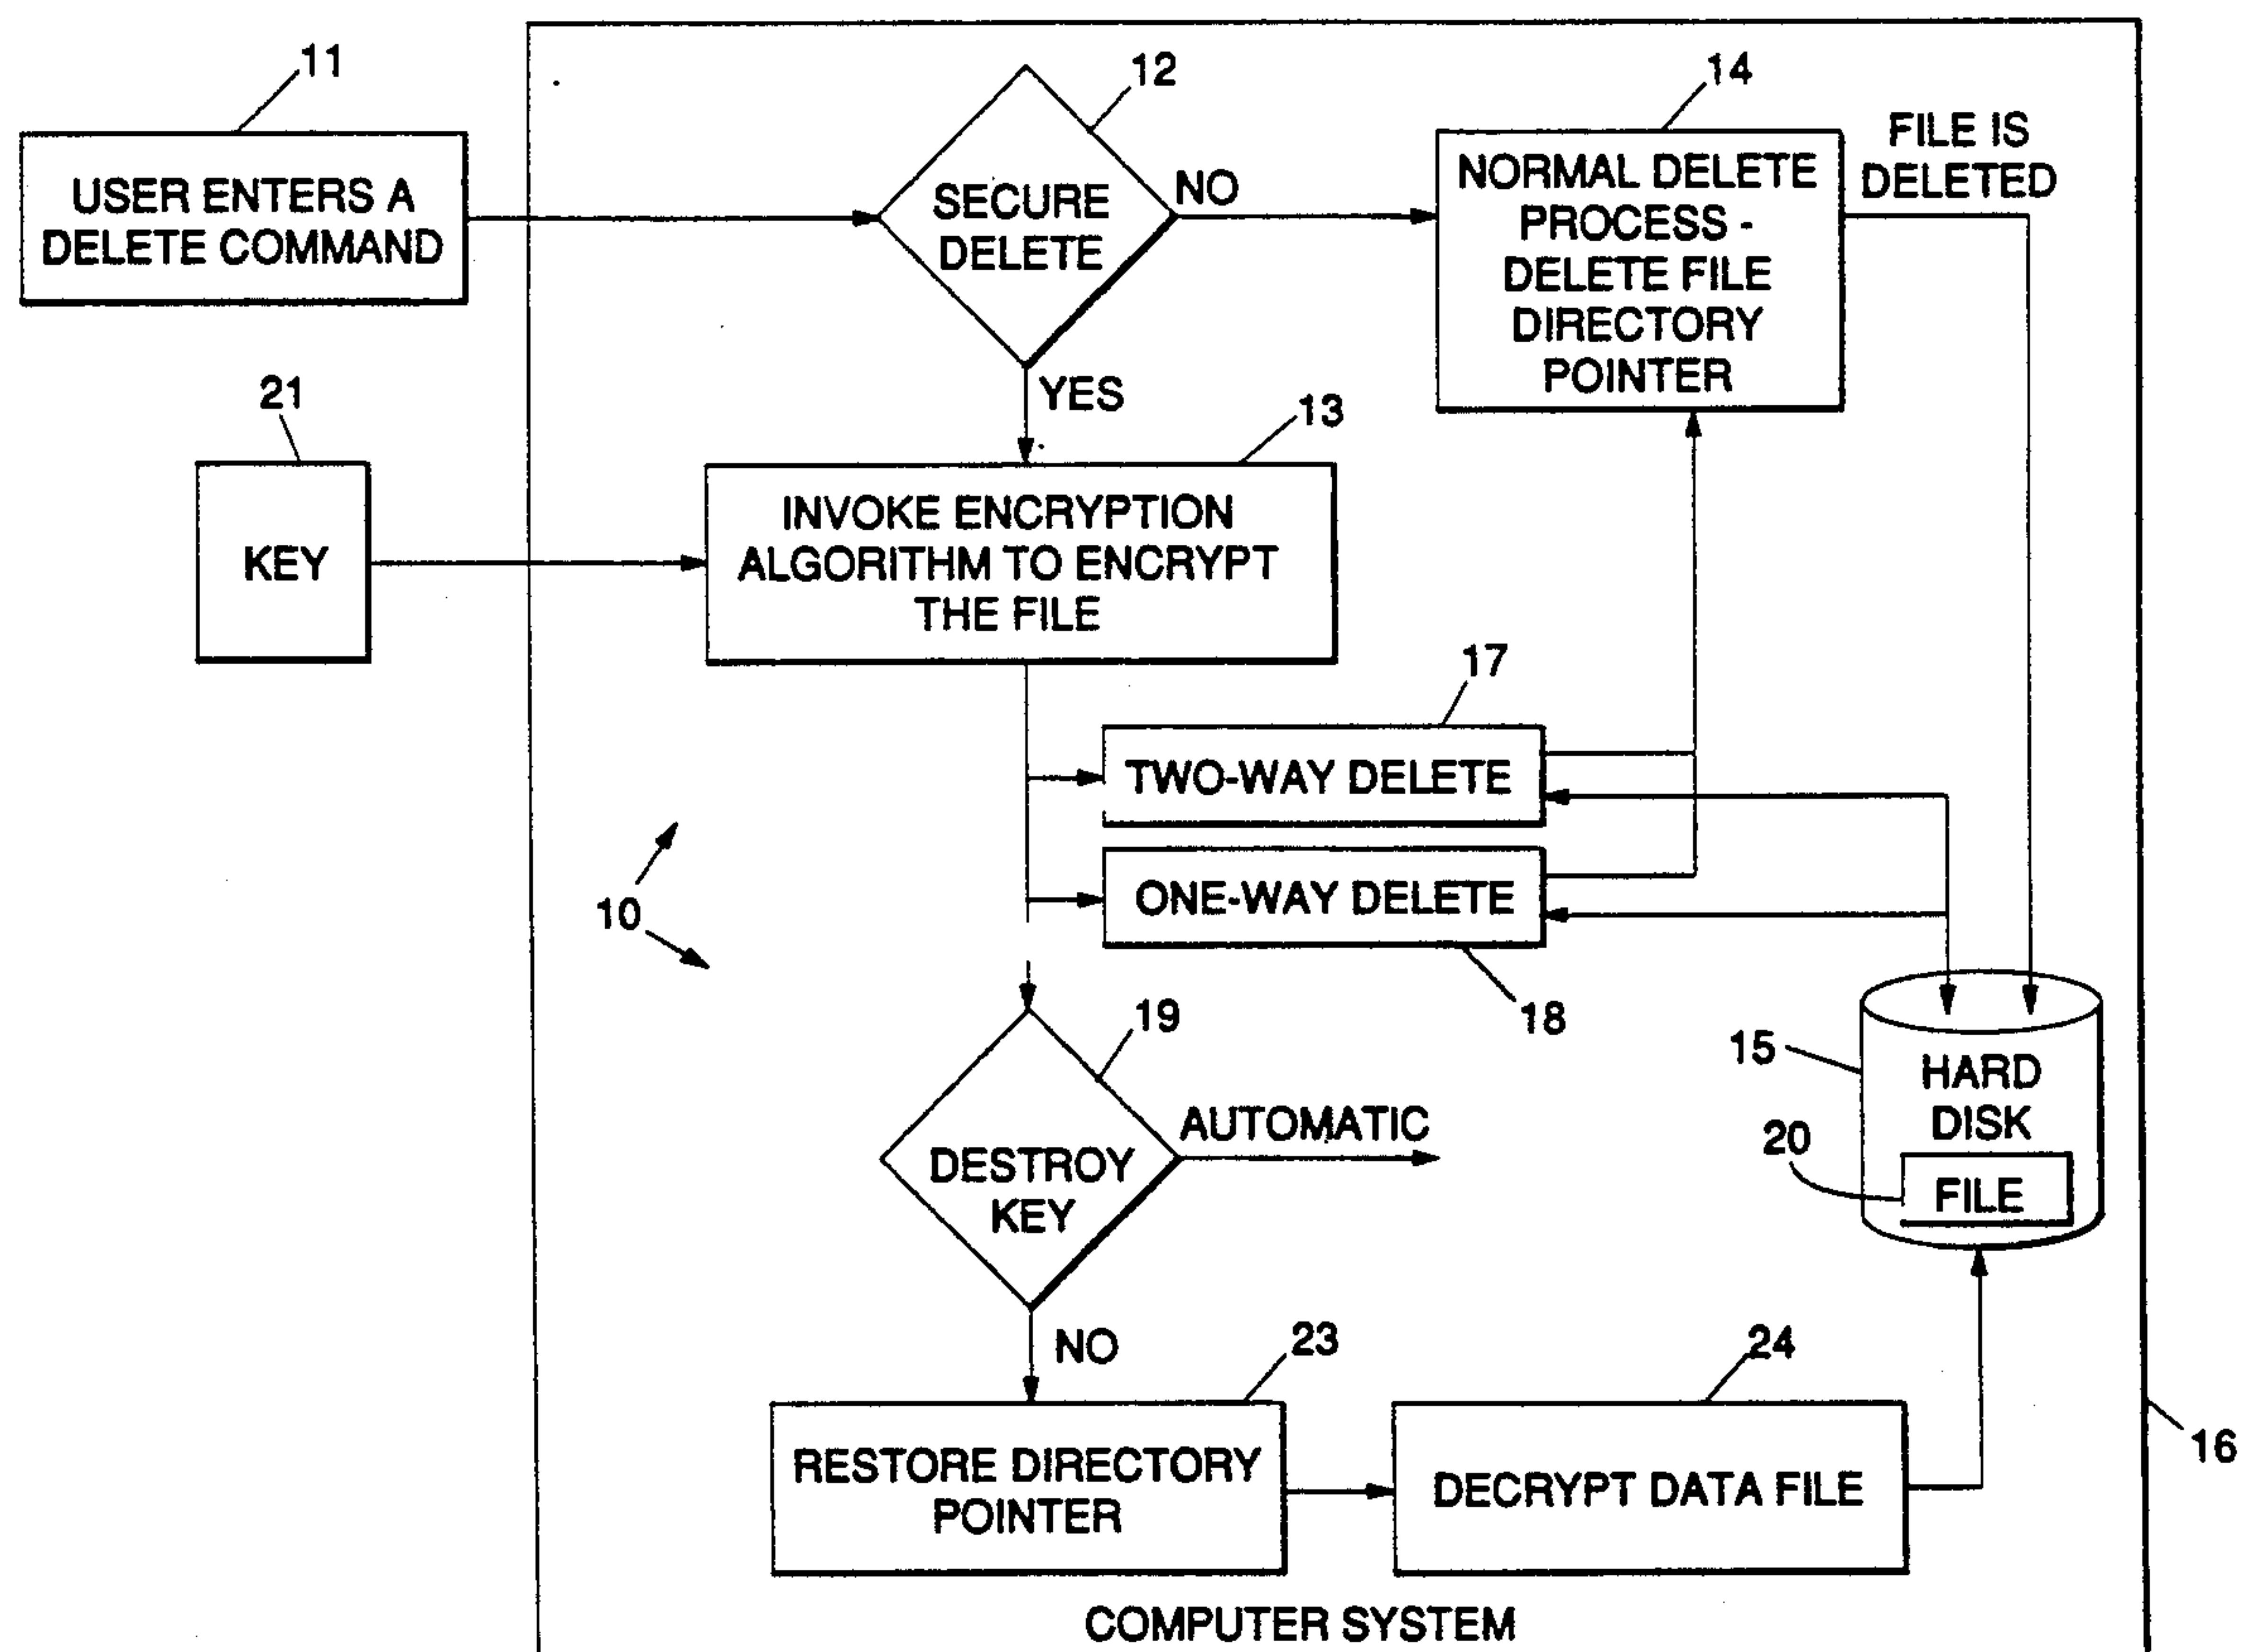 11
12
14
FILE IS
DELETED
USER ENTERS A
DELETE COMMAND
SECURE
DELETE
NO
NORMAL DELETE
PROCESS -
DELETE FILE
DIRECTORY
POINTER
YES
21
13
KEY
INVOKE ENCRYPTION
ALGORITHM TO ENCRYPT
THE FILE
17
TWO-WAY DELETE
10
ONE-WAY DELETE
18
19
15
HARD
DISK
20
FILE
AUTOMATIC
DESTROY
KEY
NO
23
24
16
RESTORE DIRECTORY
POINTER
DECRYPT DATA FILE
COMPUTER SYSTEM